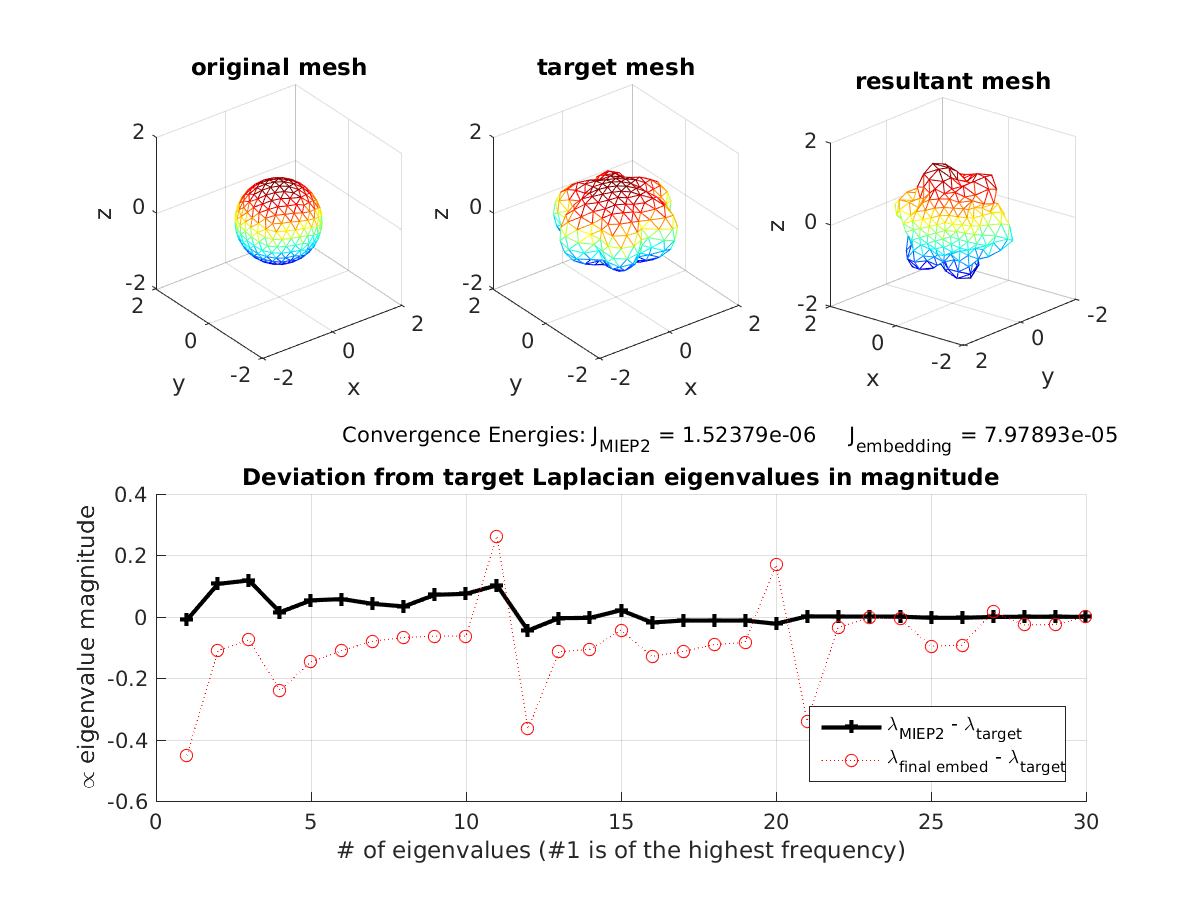 original mesh
target mesh
resultant mesh
2
0
-2
z
2
0
-2
y
-2
0
2
x
2
0
-2
z
2
0
-2
y
-2
0
2
x
2
0
-2
z
2
0
-2
x
2
0
-2
y
Convergence Energies: J_MIEP2 = 1.52379e-06 J_embedding = 7.97893e-05
Deviation from target Laplacian eigenvalues in magnitude
∝ eigenvalue magnitude
0.4
0.2
0
-0.2
-0.4
-0.6
λ_MIEP2 - λ_target
λ_final embed - λ_target
0 5 10 15 20 25 30
# of eigenvalues (#1 is of the highest frequency)